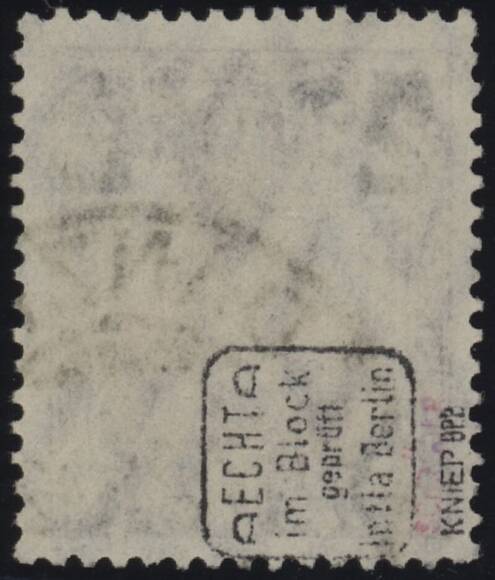 AECHT
im Block
geprüft
Infla Berlin
KNIEP BPP